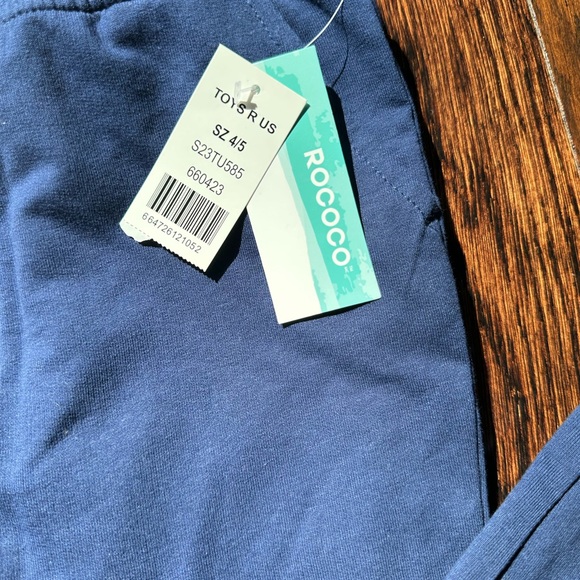 TOYS R US
SZ 4/5
S23TU585
660423
664726121052
ROCOCO